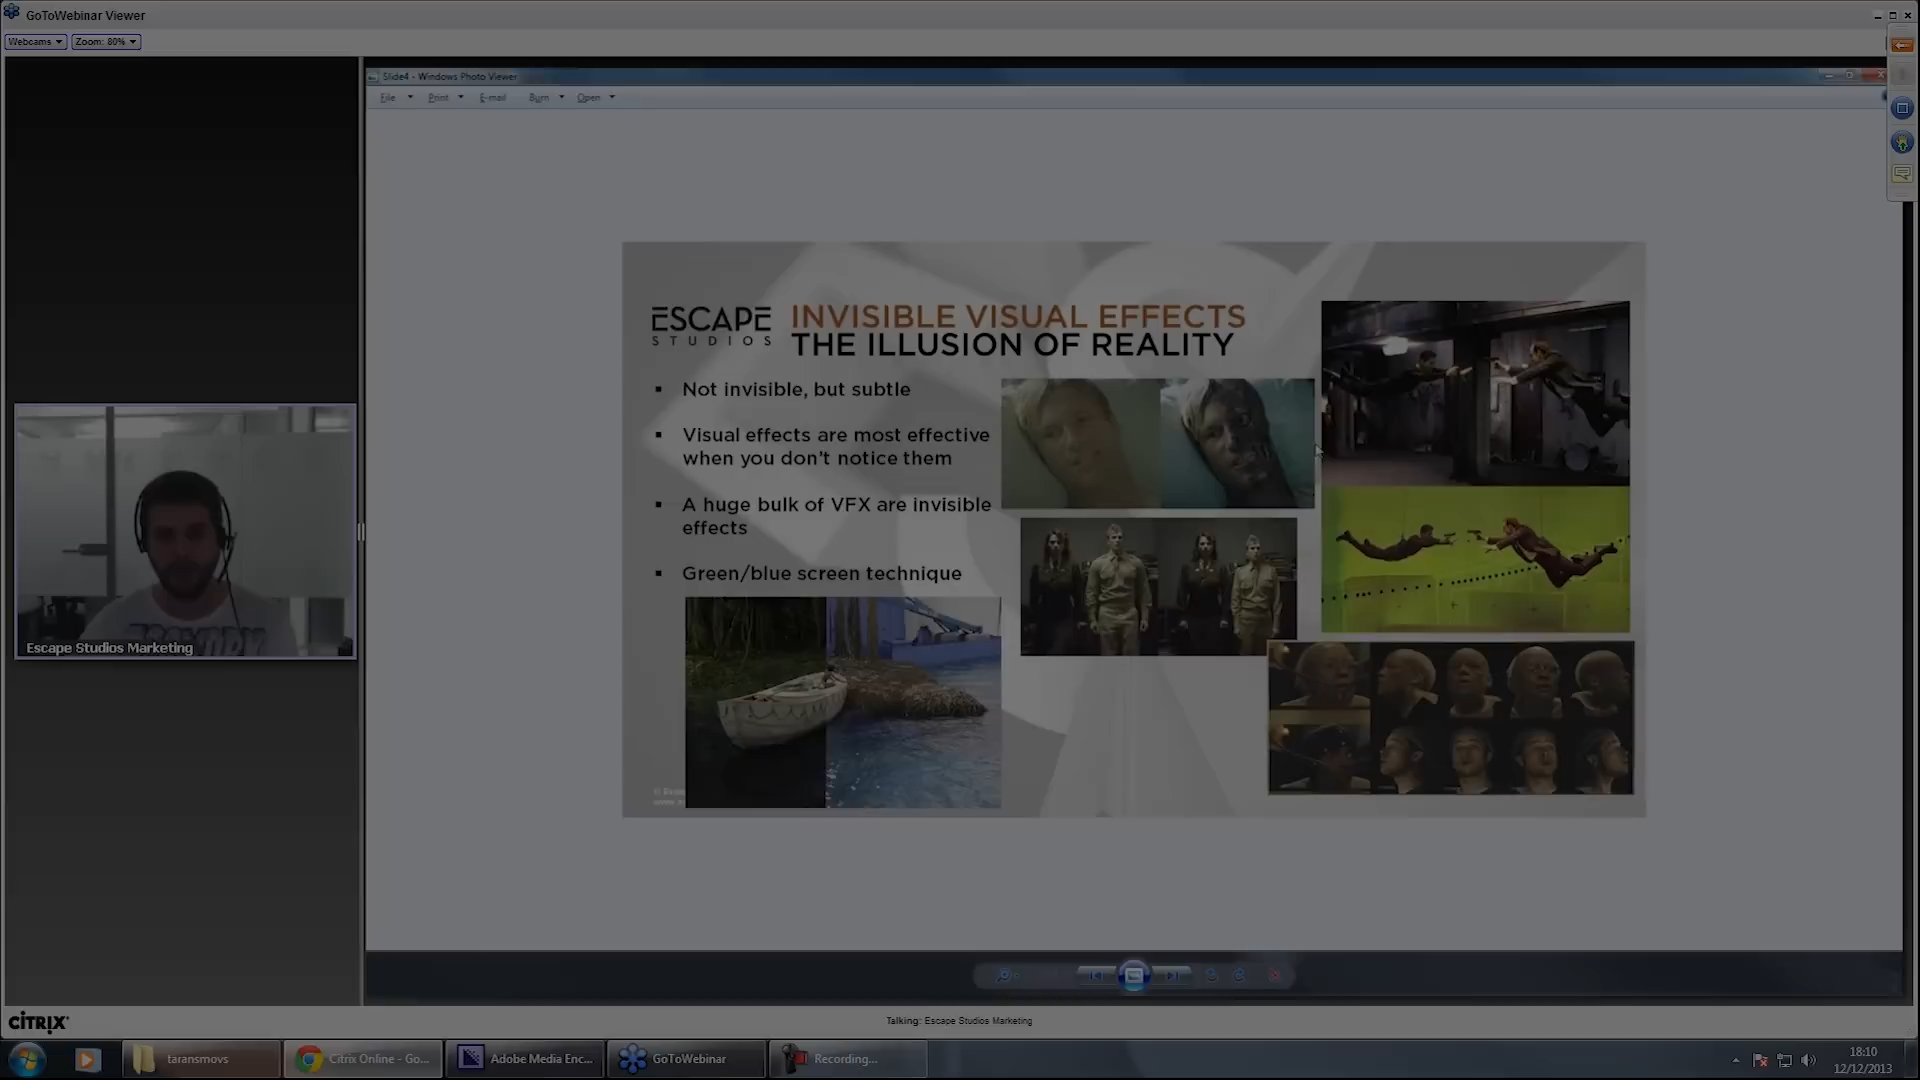 GoToWebinar Viewer
Webcams
Zoom: 80%
Slide4 - Windows Photo Viewer
File
Print
E-mail
Burn
Open
ESCAPE
STUDIOS
INVISIBLE VISUAL EFFECTS
THE ILLUSION OF REALITY
Not invisible, but subtle
Visual effects are most effective
when you don't notice them
A huge bulk of VFX are invisible
effects
Green/blue screen technique
Escape Studios Marketing
CITRIX
Talking: Escape Studios Marketing
taransmovs
Citrix Online - Go...
Adobe Media Enc...
GoToWebinar
Recording...
18:10
12/12/2013